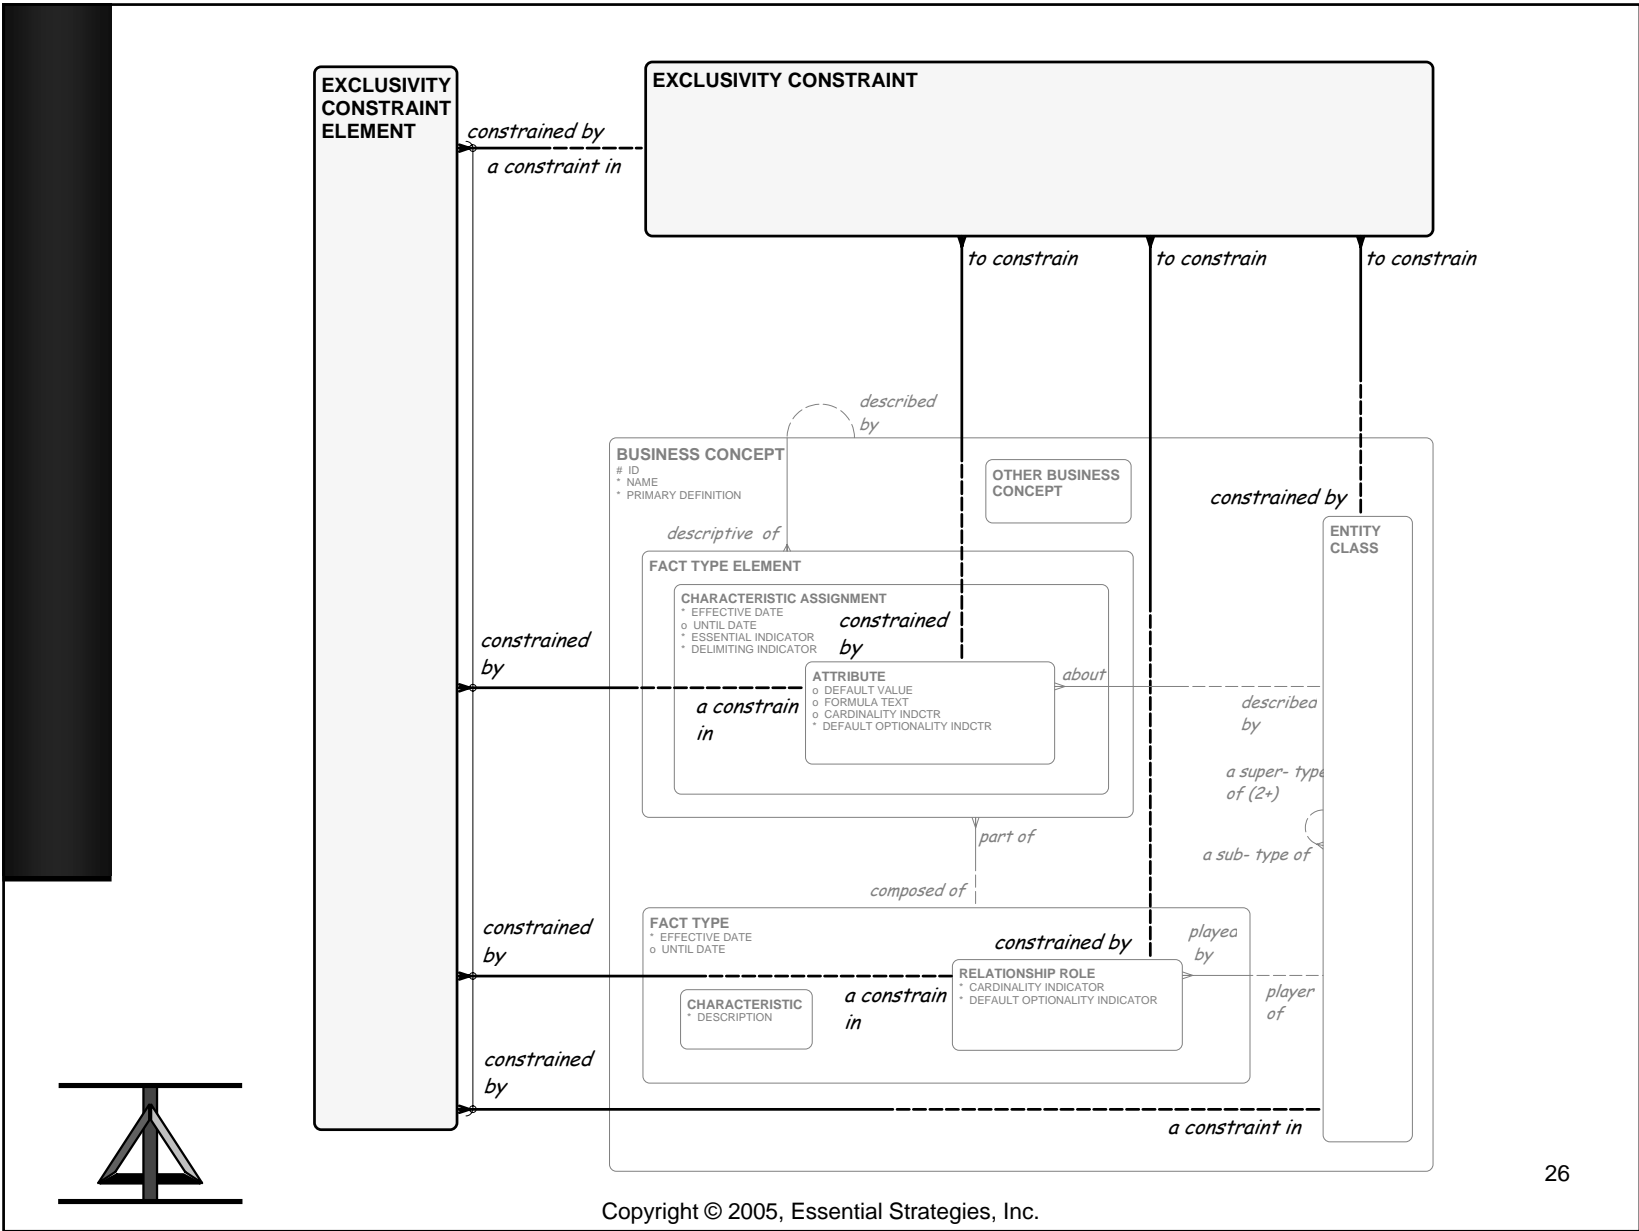 EXCLUSIVITY
CONSTRAINT
ELEMENT
EXCLUSIVITY CONSTRAINT
constrained by
a constraint in
to constrain
to constrain
to constrain
described
by
BUSINESS CONCEPT
# ID
* NAME
* PRIMARY DEFINITION
OTHER BUSINESS
CONCEPT
constrained by
descriptive of
ENTITY
CLASS
FACT TYPE ELEMENT
CHARACTERISTIC ASSIGNMENT
* EFFECTIVE DATE
o UNTIL DATE
* ESSENTIAL INDICATOR
* DELIMITING INDICATOR
constrained
by
constrained
by
ATTRIBUTE
o DEFAULT VALUE
o FORMULA TEXT
o CARDINALITY INDCTR
* DEFAULT OPTIONALITY INDCTR
about
a constrain
in
described
by
a super- type
of (2+)
part of
a sub- type of
composed of
FACT TYPE
* EFFECTIVE DATE
o UNTIL DATE
constrained
by
constrained by
played
by
RELATIONSHIP ROLE
* CARDINALITY INDICATOR
* DEFAULT OPTIONALITY INDICATOR
a constrain
in
CHARACTERISTIC
* DESCRIPTION
player
of
constrained
by
a constraint in
26
Copyright © 2005, Essential Strategies, Inc.